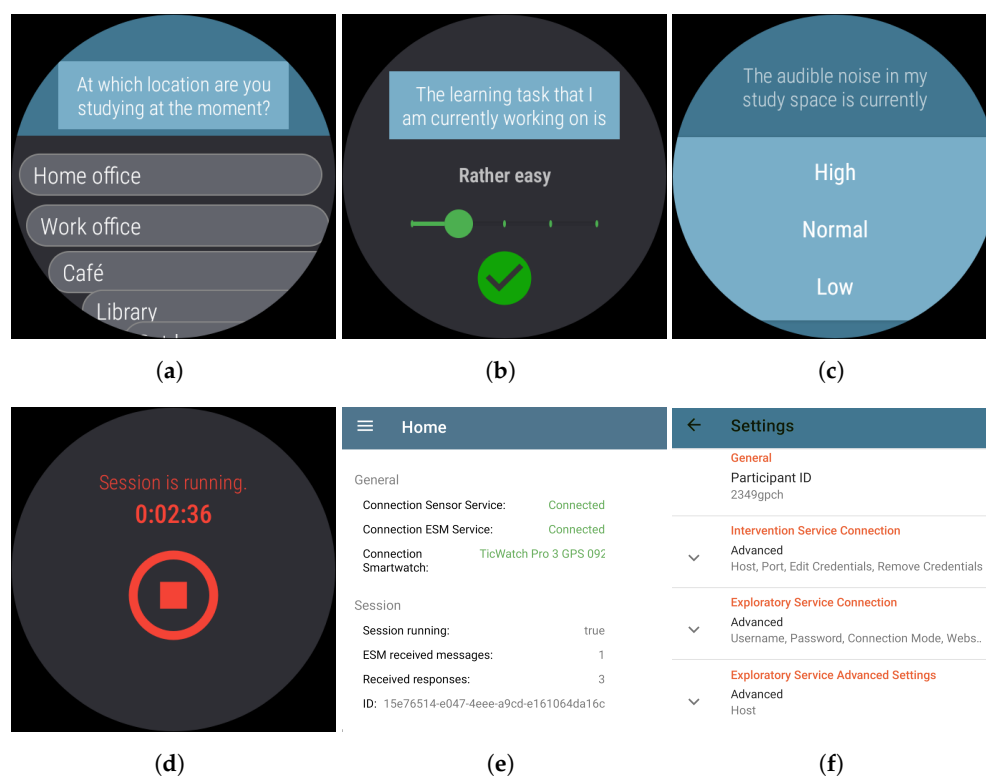 At which location are you
studying at the moment?
Home office
Work office
Café
Library
(a)
The learning task that I
am currently working on is
Rather easy
(b)
The audible noise in my
study space is currently
High
Normal
Low
(c)
Session is running.
0:02:36
(d)
Home
General
Connection Sensor Service: Connected
Connection ESM Service: Connected
Connection TicWatch Pro 3 GPS 092
Smartwatch:
Session
Session running: true
ESM received messages: 1
Received responses: 3
ID: 15e76514-e047-4eee-a9cd-e161064da16c
(e)
Settings
General
Participant ID
2349gpch
Intervention Service Connection
Advanced
Host, Port, Edit Credentials, Remove Credentials
Exploratory Service Connection
Advanced
Username, Password, Connection Mode, Webs..
Exploratory Service Advanced Settings
Advanced
Host
(f)